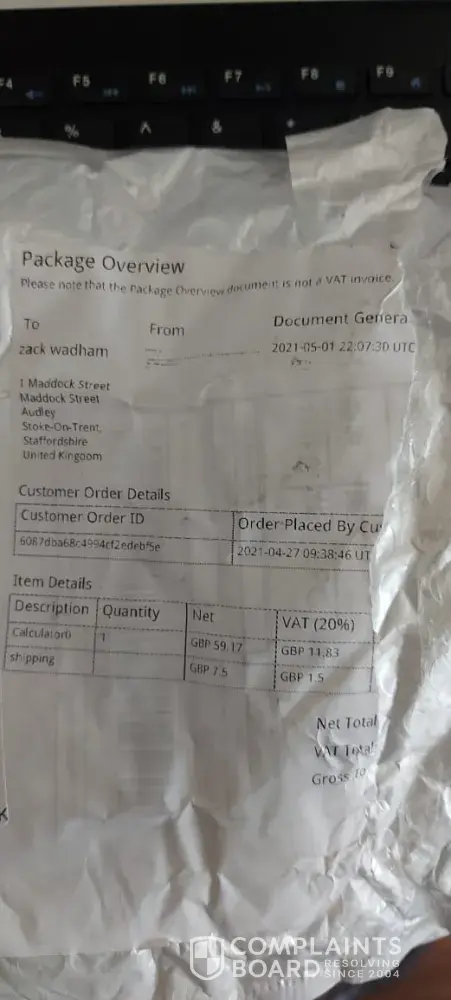 F4 F5 F6 F7 F8 F9
% ^ & *
Package Overview
Please note that the Package Overview document is not a VAT invoice.
To From Document Genera
zack wadham 2021-05-01 22:07:30 UTC
1 Maddock Street
Maddock Street
Audley
Stoke-On-Trent,
Staffordshire
United Kingdom
Customer Order Details
Customer Order ID Order Placed By Cu
6087dba68c4994cf2edebf5e 2021-04-27 09:38:46 UT
Item Details
Description Quantity Net VAT (20%)
Calculator0 1 GBP 59.17 GBP 11.83
shipping GBP 7.5 GBP 1.5
Net Total
VAT Total
Gross To
K
COMPLAINTS
BOARD RESOLVING
SINCE 2004